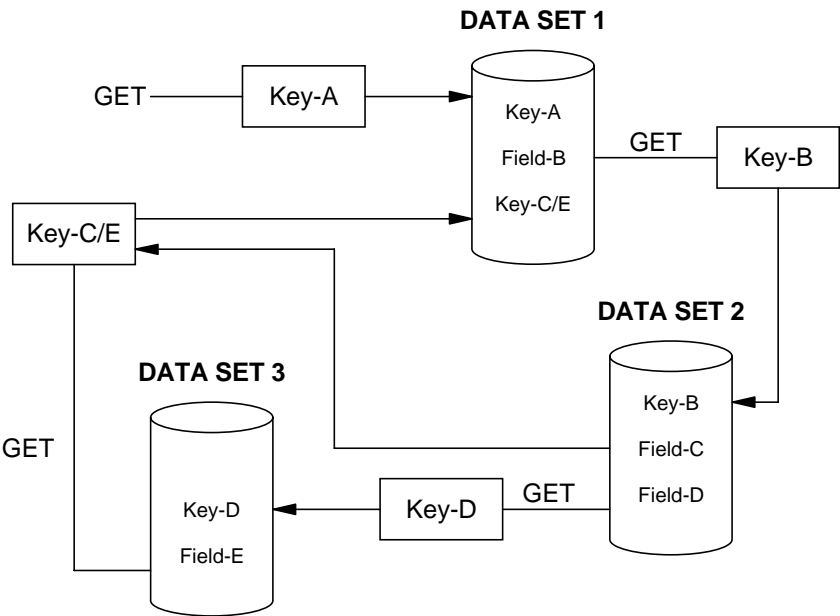 DATA SET 1
GET
Key-A
Key-A
Field-B
Key-C/E
GET
Key-B
Key-C/E
DATA SET 2
Key-B
Field-C
Field-D
DATA SET 3
GET
Key-D
Field-E
Key-D
GET